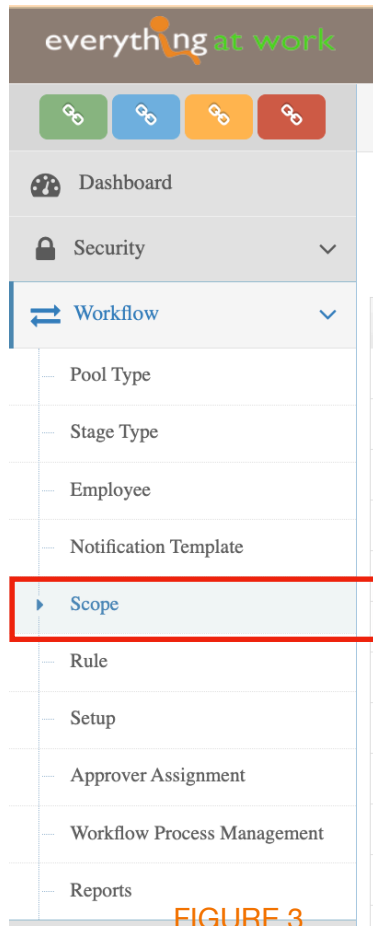 everything at work
Dashboard
Security
Workflow
Pool Type
Stage Type
Employee
Notification Template
Scope
Rule
Setup
Approver Assignment
Workflow Process Management
Reports
FIGURE 3